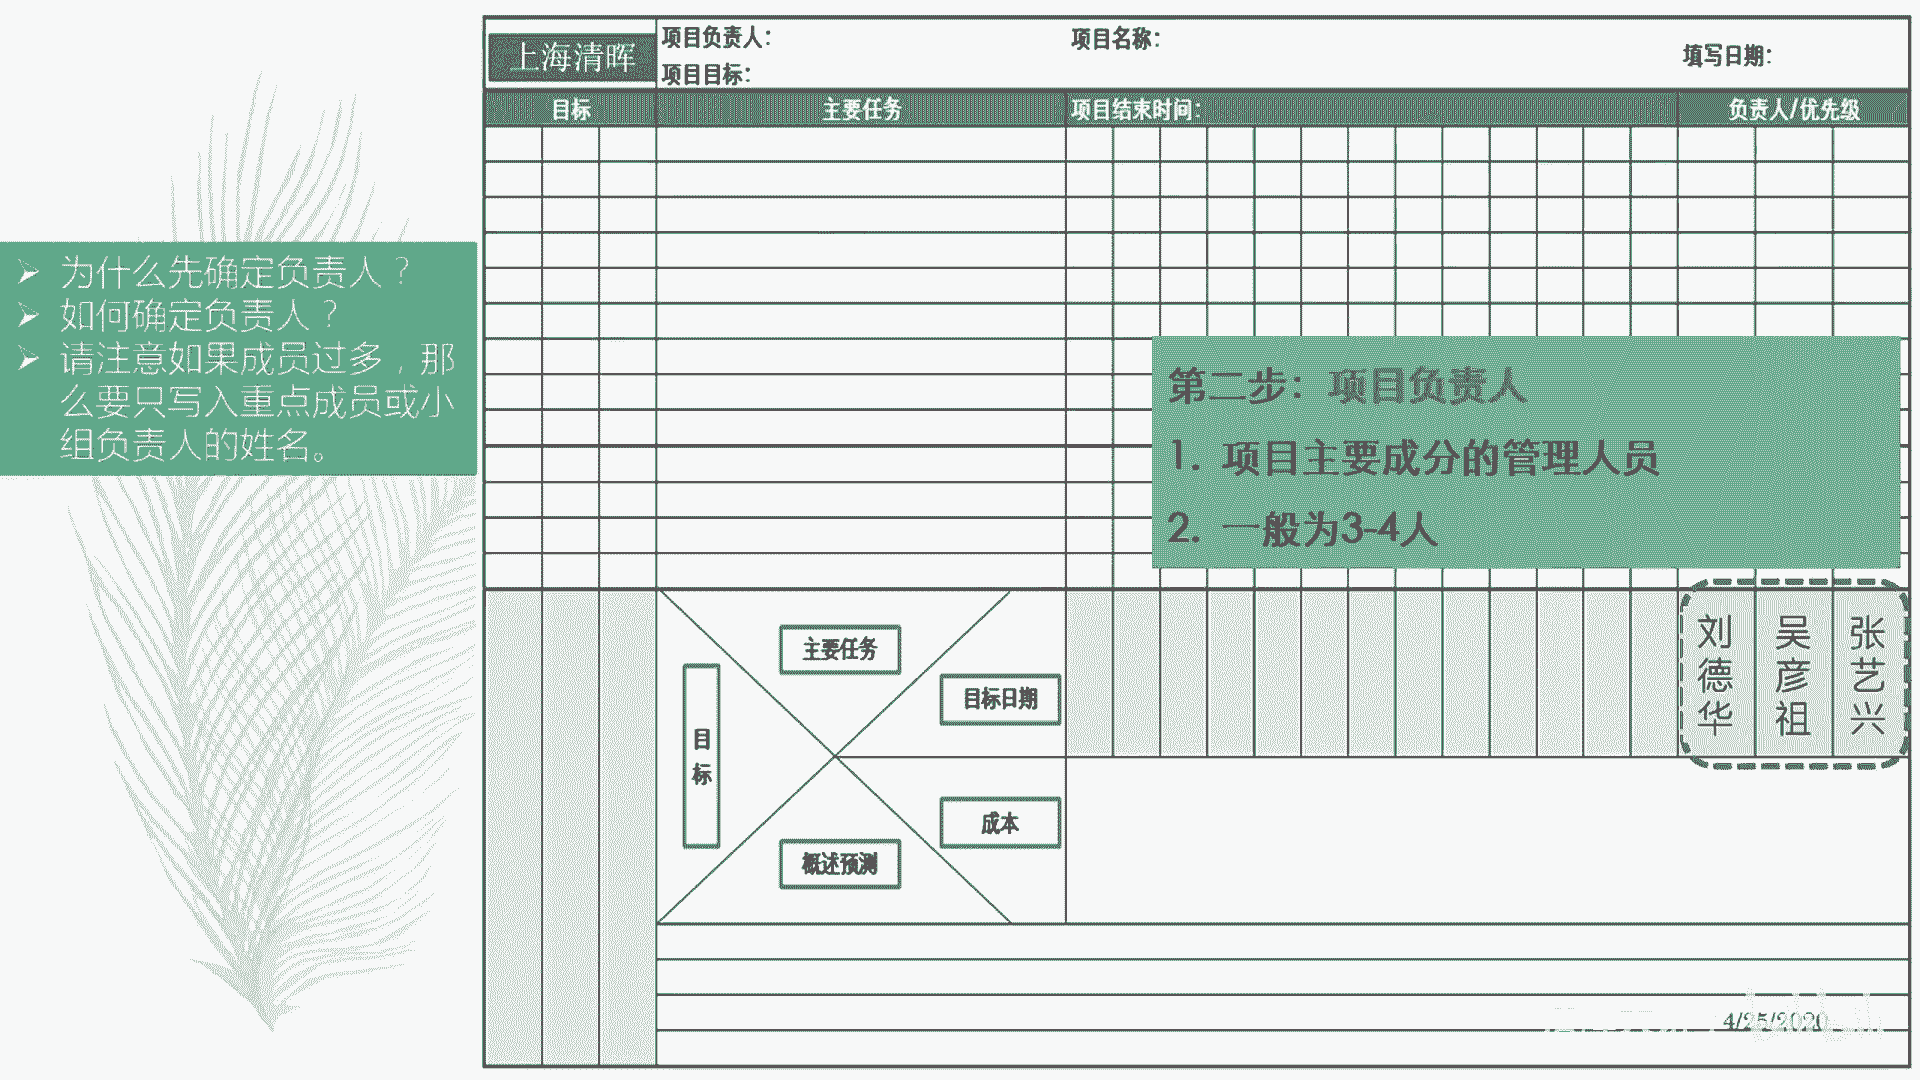 上海清晖
项目负责人：
项目目标：
项目名称：
填写日期：
目标
主要任务
项目结束时间：
负责人/优先级
➢ 为什么先确定负责人？
➢ 如何确定负责人？
➢ 请注意如果成员过多，那
么要只写入重点成员或小
组负责人的姓名。
第二步：项目负责人
1. 项目主要成分的管理人员
2. 一般为3-4人
刘德华
吴彦祖
张艺兴
主要任务
目标日期
目标
成本
概述预测
4/25/2020